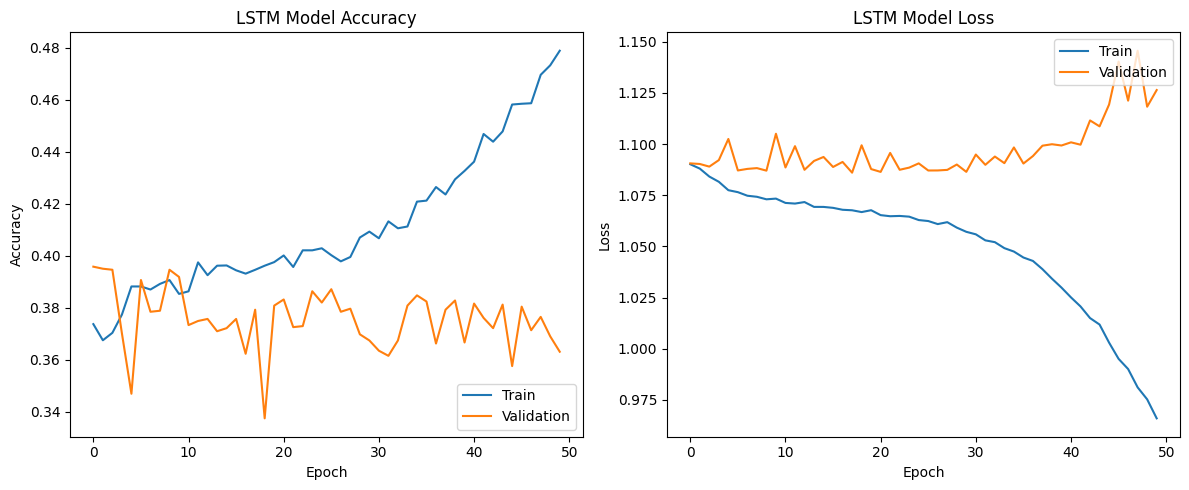 LSTM Model Accuracy
0.48
0.46
0.44
0.42
0.40
0.38
0.36
0.34
Accuracy
0
10
20
30
40
50
Epoch
Train
Validation
LSTM Model Loss
1.150
1.125
1.100
1.075
1.050
1.025
1.000
0.975
Loss
0
10
20
30
40
50
Epoch
Train
Validation